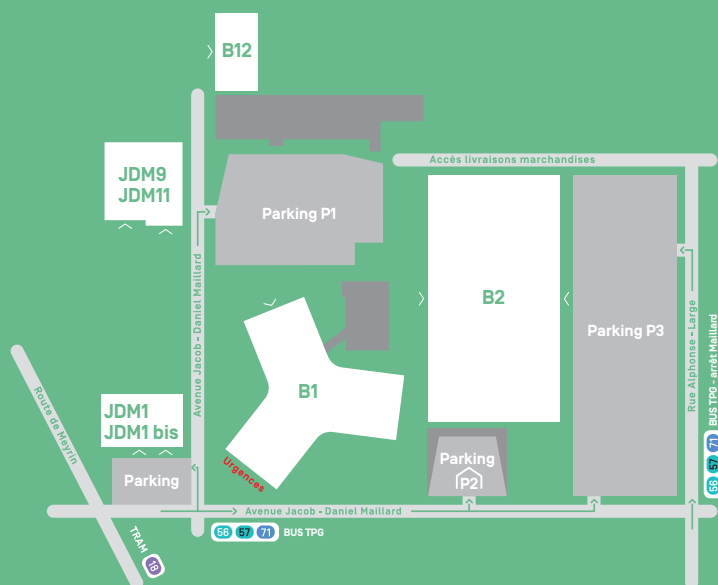 B12
JDM9
JDM11
Accès livraisons marchandises
Parking P1
Avenue Jacob - Daniel Maillard
B2
Parking P3
Rue Alphonse - Large
BUS TPG - arrêt Maillard
56 57 71
B1
Urgences
Route de Meyrin
JDM1
JDM1 bis
Parking
Parking
P2
Avenue Jacob - Daniel Maillard
56 57 71 BUS TPG
TRAM 18